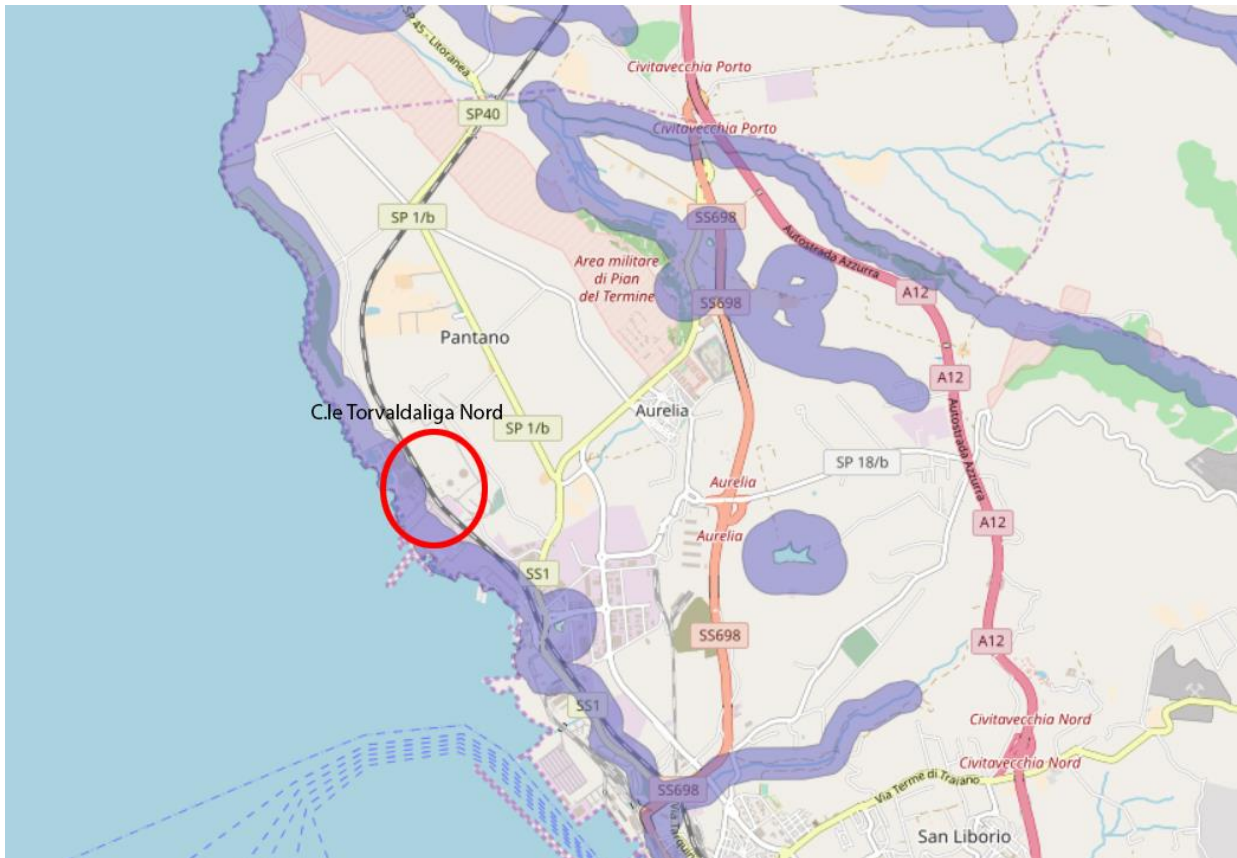 SP 45 - Litoranea
Civitavecchia Porto
SP40
Civitavecchia Porto
SP 1/b
SS698
Autostrada Azzurra
Area militare
di Pian
del Termine
A12
SS698
Pantano
A12
C.le Torvaldaliga Nord
Aurelia
SP 1/b
Autostrada Azzurra
SP 18/b
Aurelia
Aurelia
A12
SS1
SS698
A12
SS1
Civitavecchia Nord
Civitavecchia Nord
SS698
Via Terme di Traiano
San Liborio